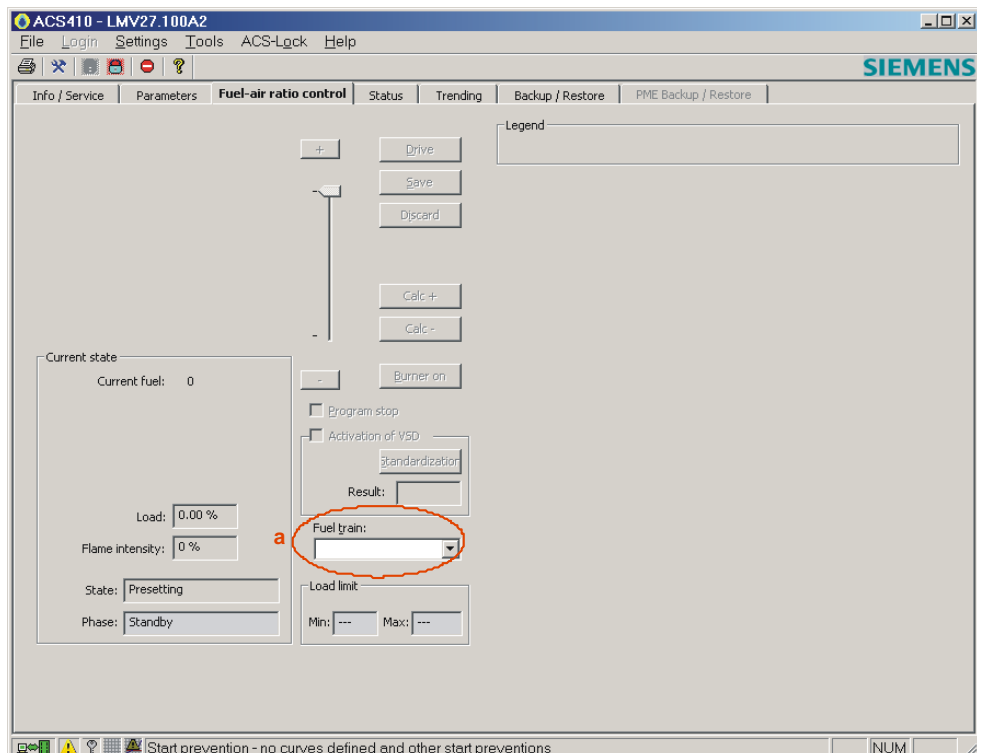 ACS410 - LMV27.100A2
File Login Settings Tools ACS-Lock Help
SIEMENS
Info / Service Parameters Fuel-air ratio control Status Trending Backup / Restore PME Backup / Restore
Legend
+ Drive
Save
Discard
Calc +
- Calc -
Current state
Current fuel: 0
- Burner on
Program stop
Activation of VSD
Standardization
Result:
Load: 0.00 %
Fuel train:
a
Flame intensity: 0 %
State: Presetting
Load limit
Phase: Standby
Min: --- Max: ---
Start prevention - no curves defined and other start preventions NUM